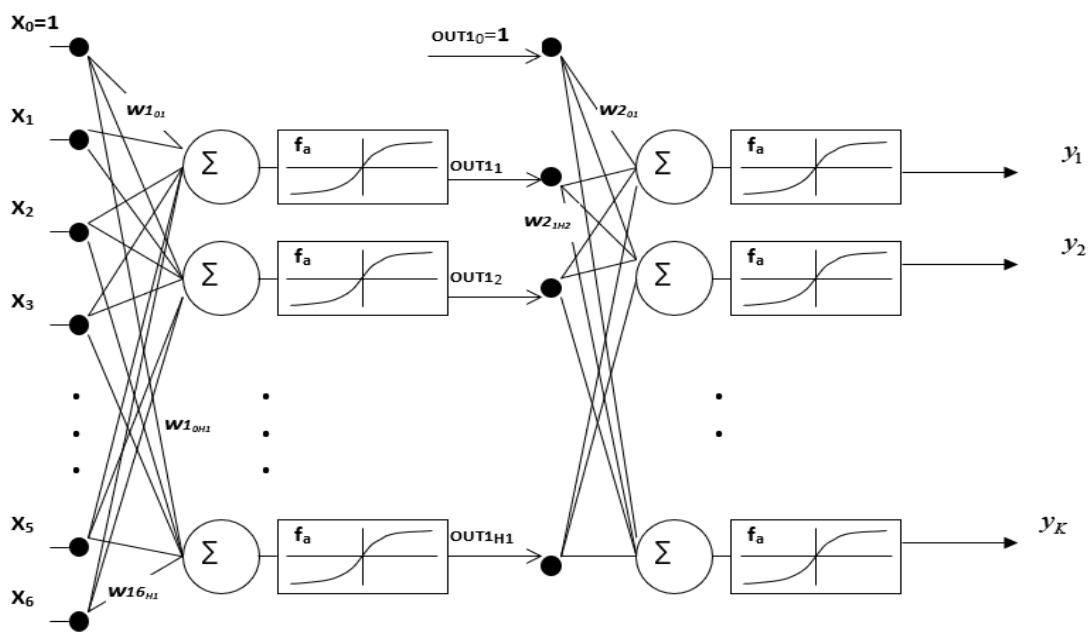 X0=1
OUT10=1
w101
w201
X1
Σ
fa
OUT11
Σ
fa
y1
X2
w21H2
Σ
fa
OUT12
Σ
fa
y2
X3
w10H1
X5
Σ
fa
OUT1H1
Σ
fa
yK
w16H1
X6